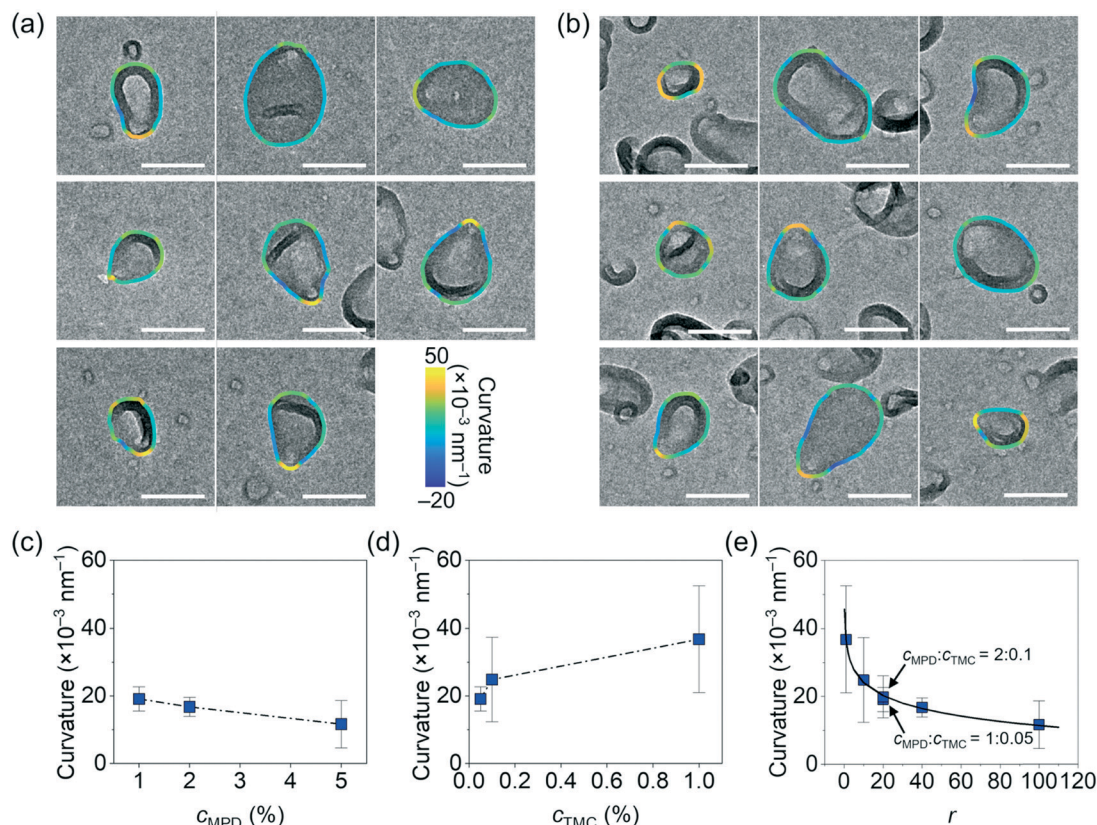 (a)
(b)
50
Curvature
(×10⁻³ nm⁻¹)
−20
(c)
(d)
(e)
60
40
20
0
Curvature (×10⁻³ nm⁻¹)
1 2 3 4 5
cMPD (%)
60
40
20
0
Curvature (×10⁻³ nm⁻¹)
0.0 0.2 0.4 0.6 0.8 1.0
cTMC (%)
60
40
20
0
Curvature (×10⁻³ nm⁻¹)
cMPD:cTMC = 2:0.1
cMPD:cTMC = 1:0.05
0 20 40 60 80 100 120
r